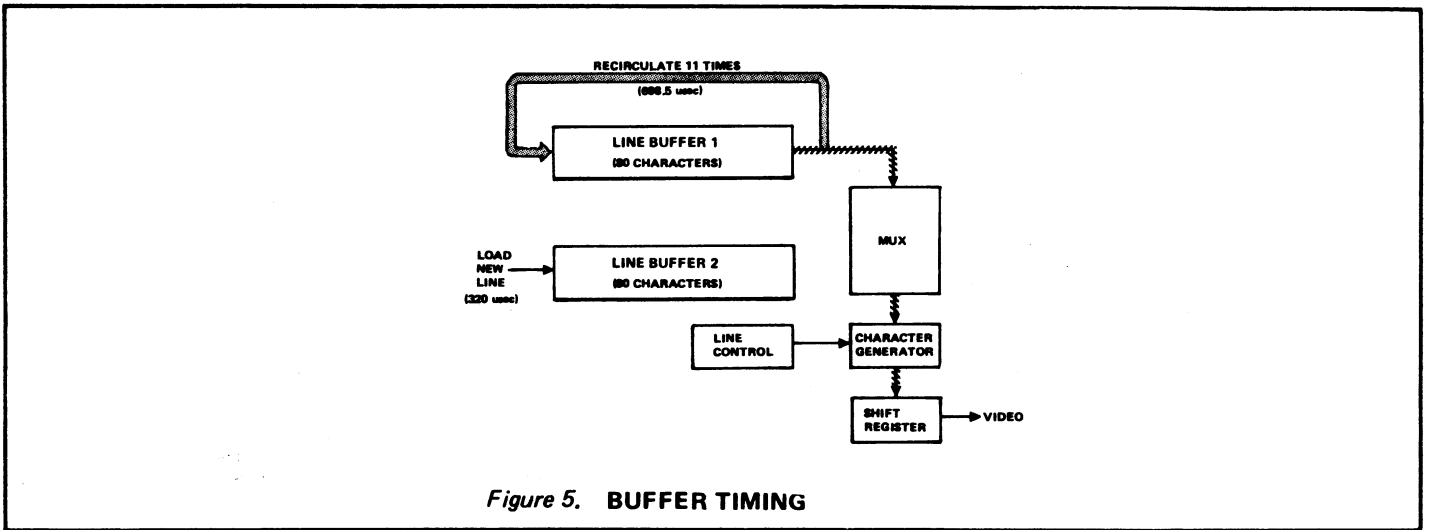 RECIRCULATE 11 TIMES
(698.5 usec)
LINE BUFFER 1
(80 CHARACTERS)
MUX
LOAD
NEW
LINE
(320 usec)
LINE BUFFER 2
(80 CHARACTERS)
LINE
CONTROL
CHARACTER
GENERATOR
SHIFT
REGISTER
VIDEO
Figure 5. BUFFER TIMING